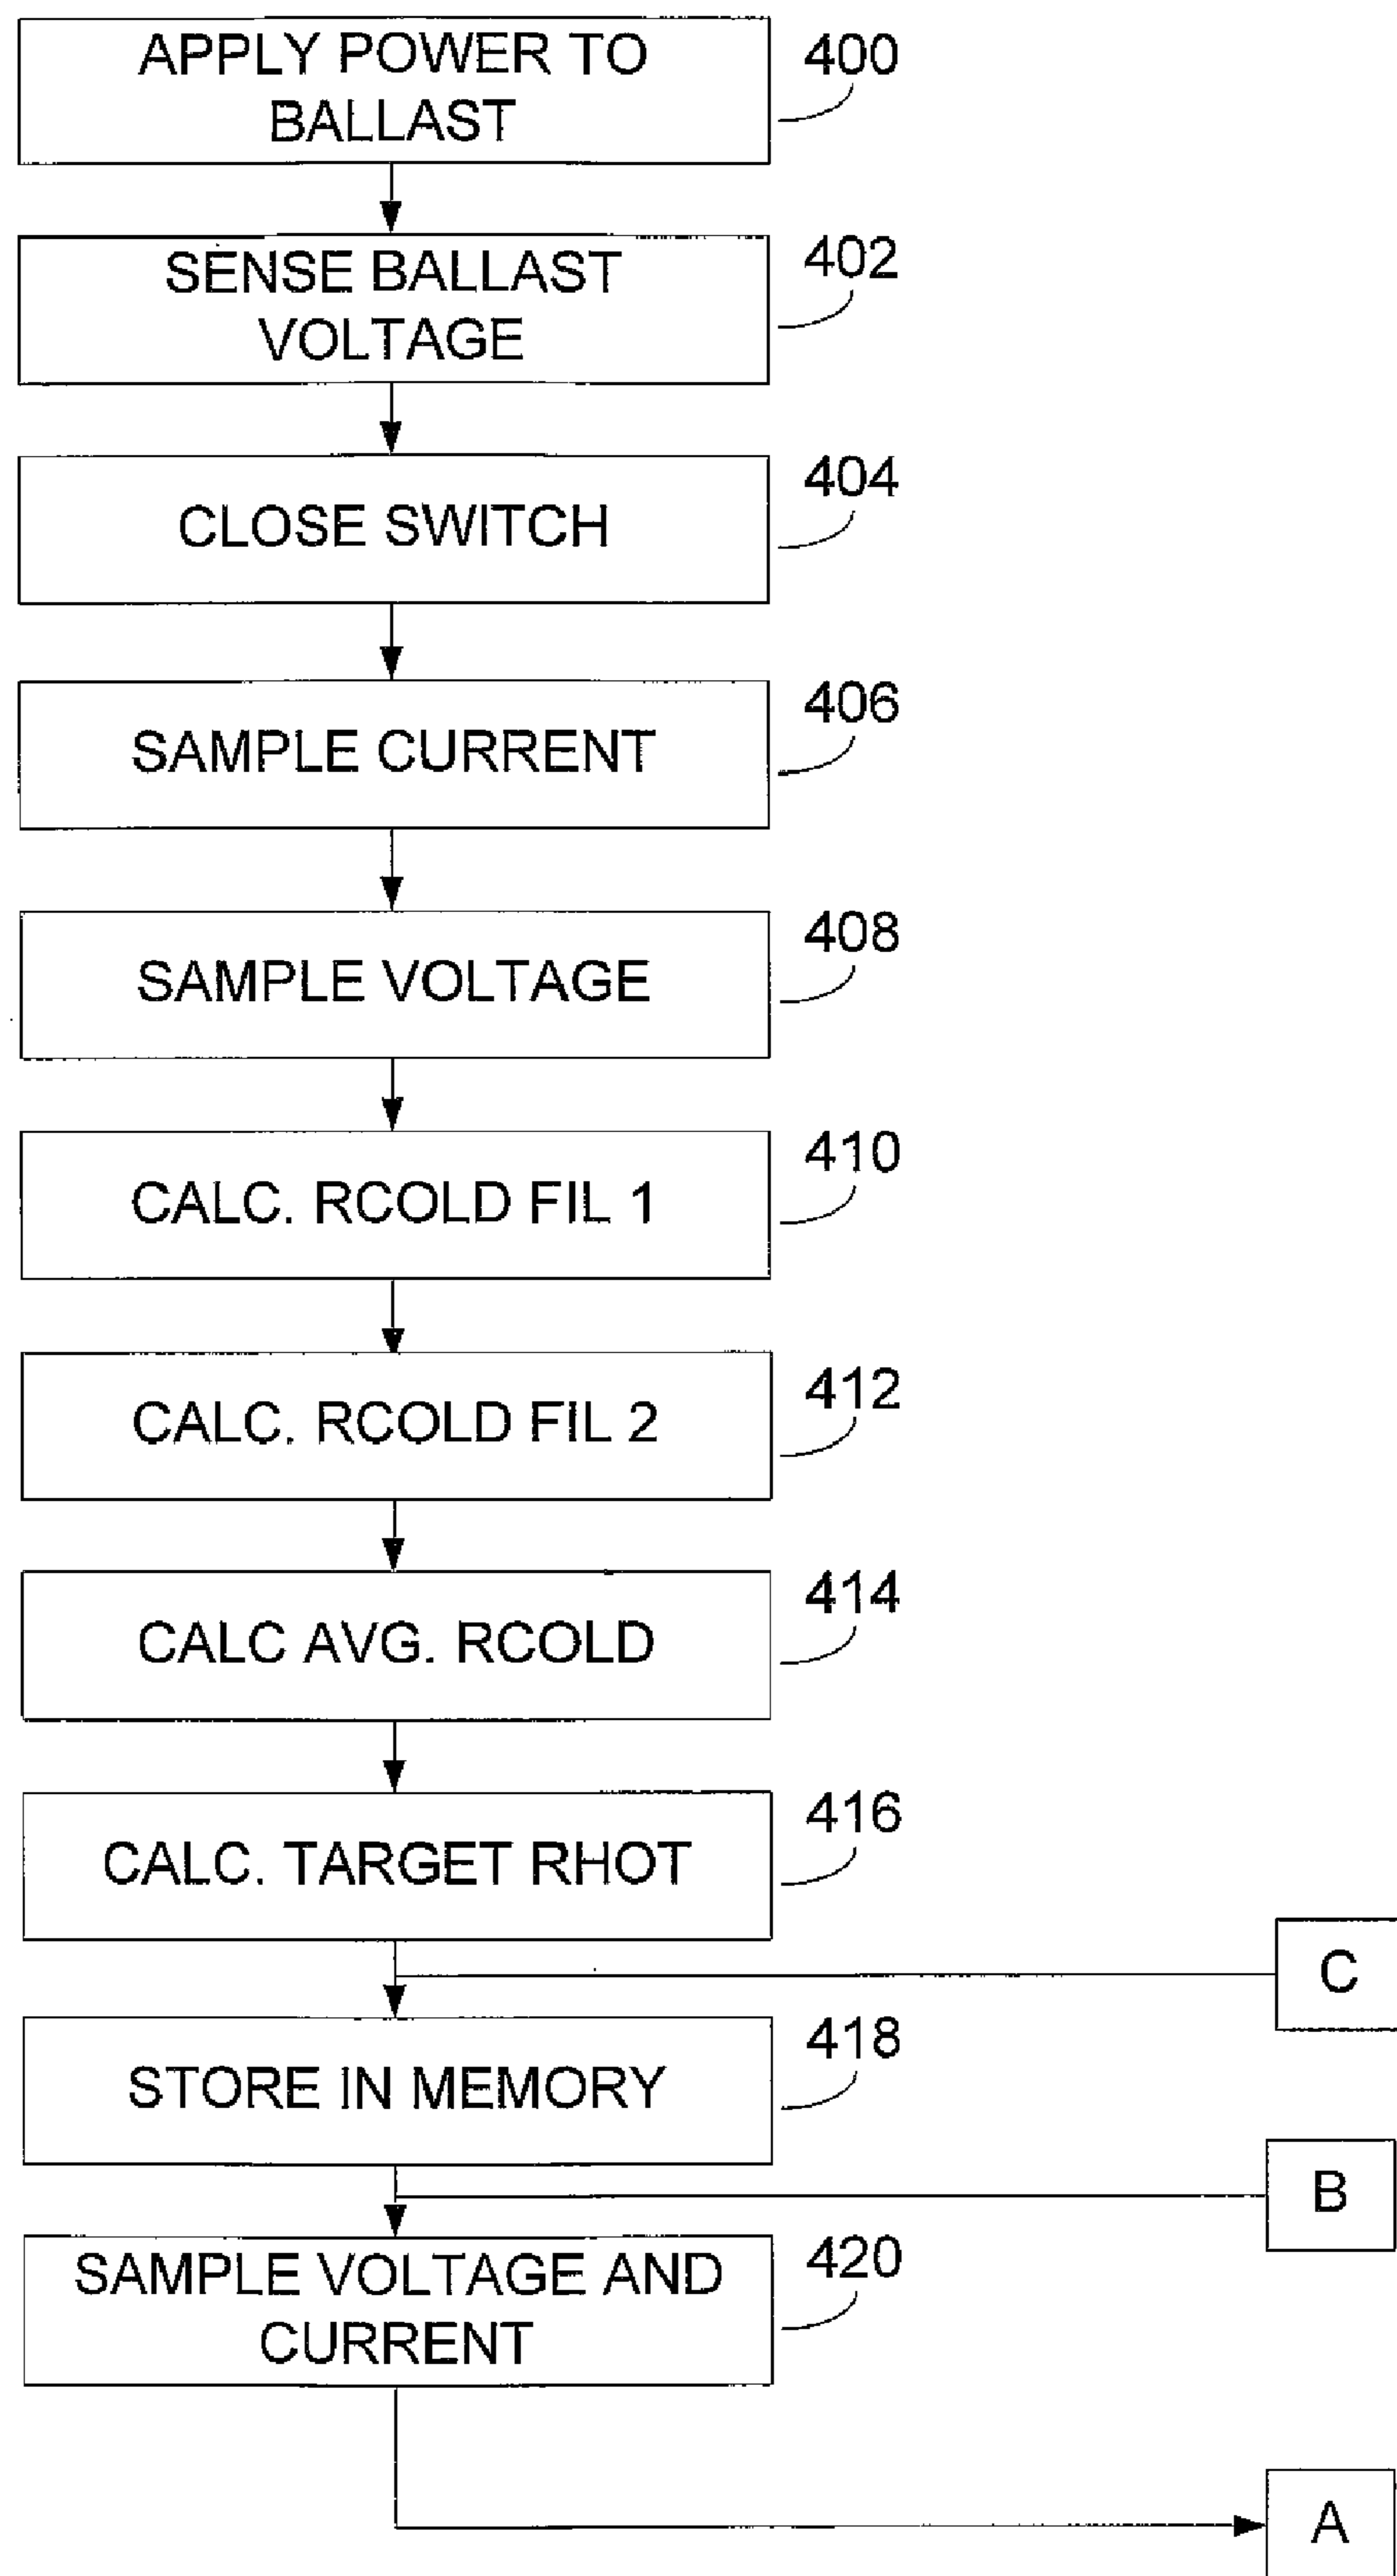 APPLY POWER TO
BALLAST
400
SENSE BALLAST
VOLTAGE
402
CLOSE SWITCH
404
SAMPLE CURRENT
406
SAMPLE VOLTAGE
408
CALC. RCOLD FIL 1
410
CALC. RCOLD FIL 2
412
CALC AVG. RCOLD
414
CALC. TARGET RHOT
416
C
STORE IN MEMORY
418
B
SAMPLE VOLTAGE AND
CURRENT
420
A